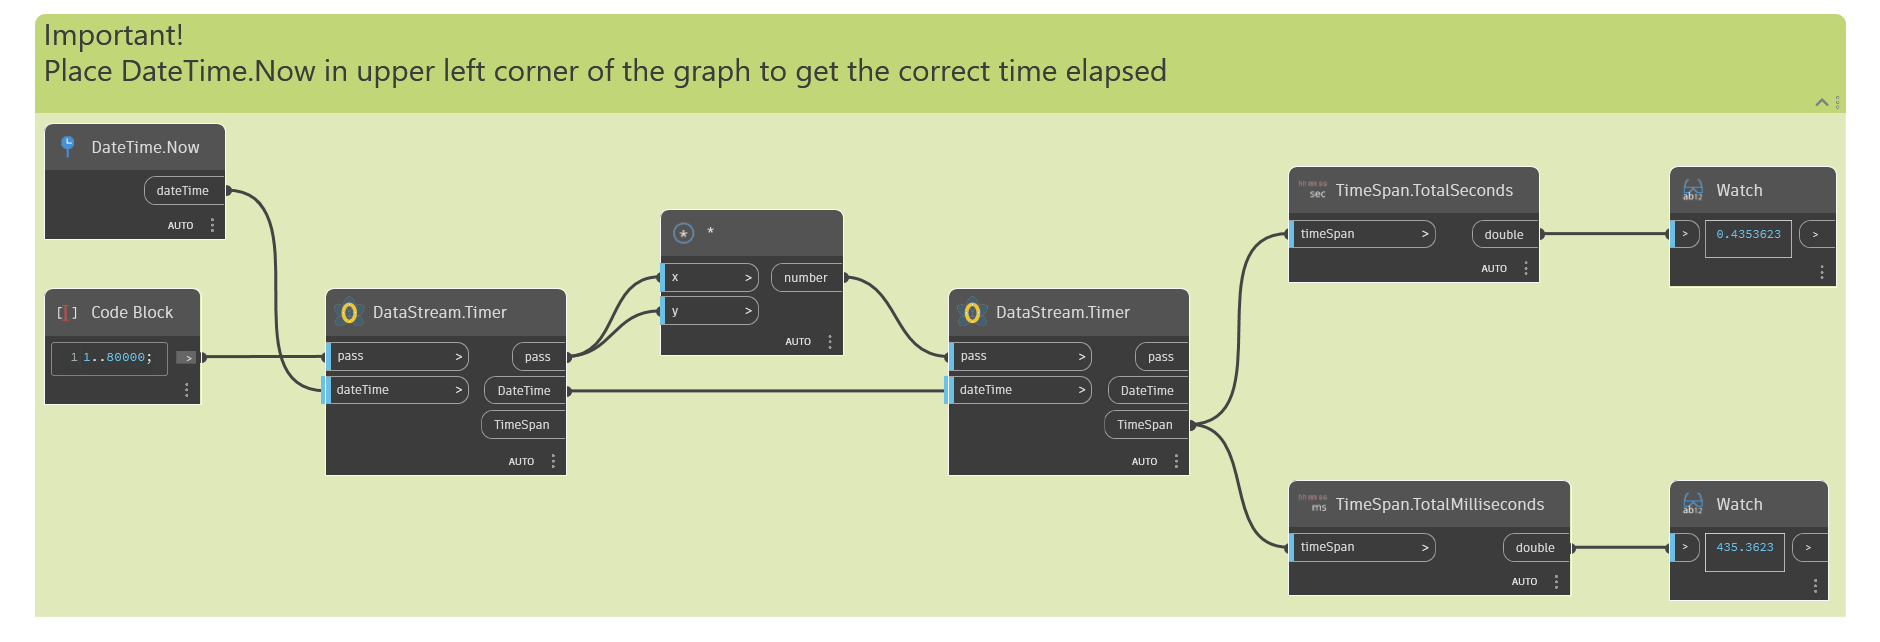 Important!
Place DateTime.Now in upper left corner of the graph to get the correct time elapsed
DateTime.Now
dateTime
AUTO
[ ] Code Block
1 1..80000;
>
DataStream.Timer
pass > pass
dateTime > DateTime
TimeSpan
AUTO
* *
x > number
y >
AUTO
DataStream.Timer
pass > pass
dateTime > DateTime
TimeSpan
AUTO
sec TimeSpan.TotalSeconds
timeSpan > double
AUTO
ab12 Watch
> 0.4353623 >
ms TimeSpan.TotalMilliseconds
timeSpan > double
AUTO
ab12 Watch
> 435.3623 >